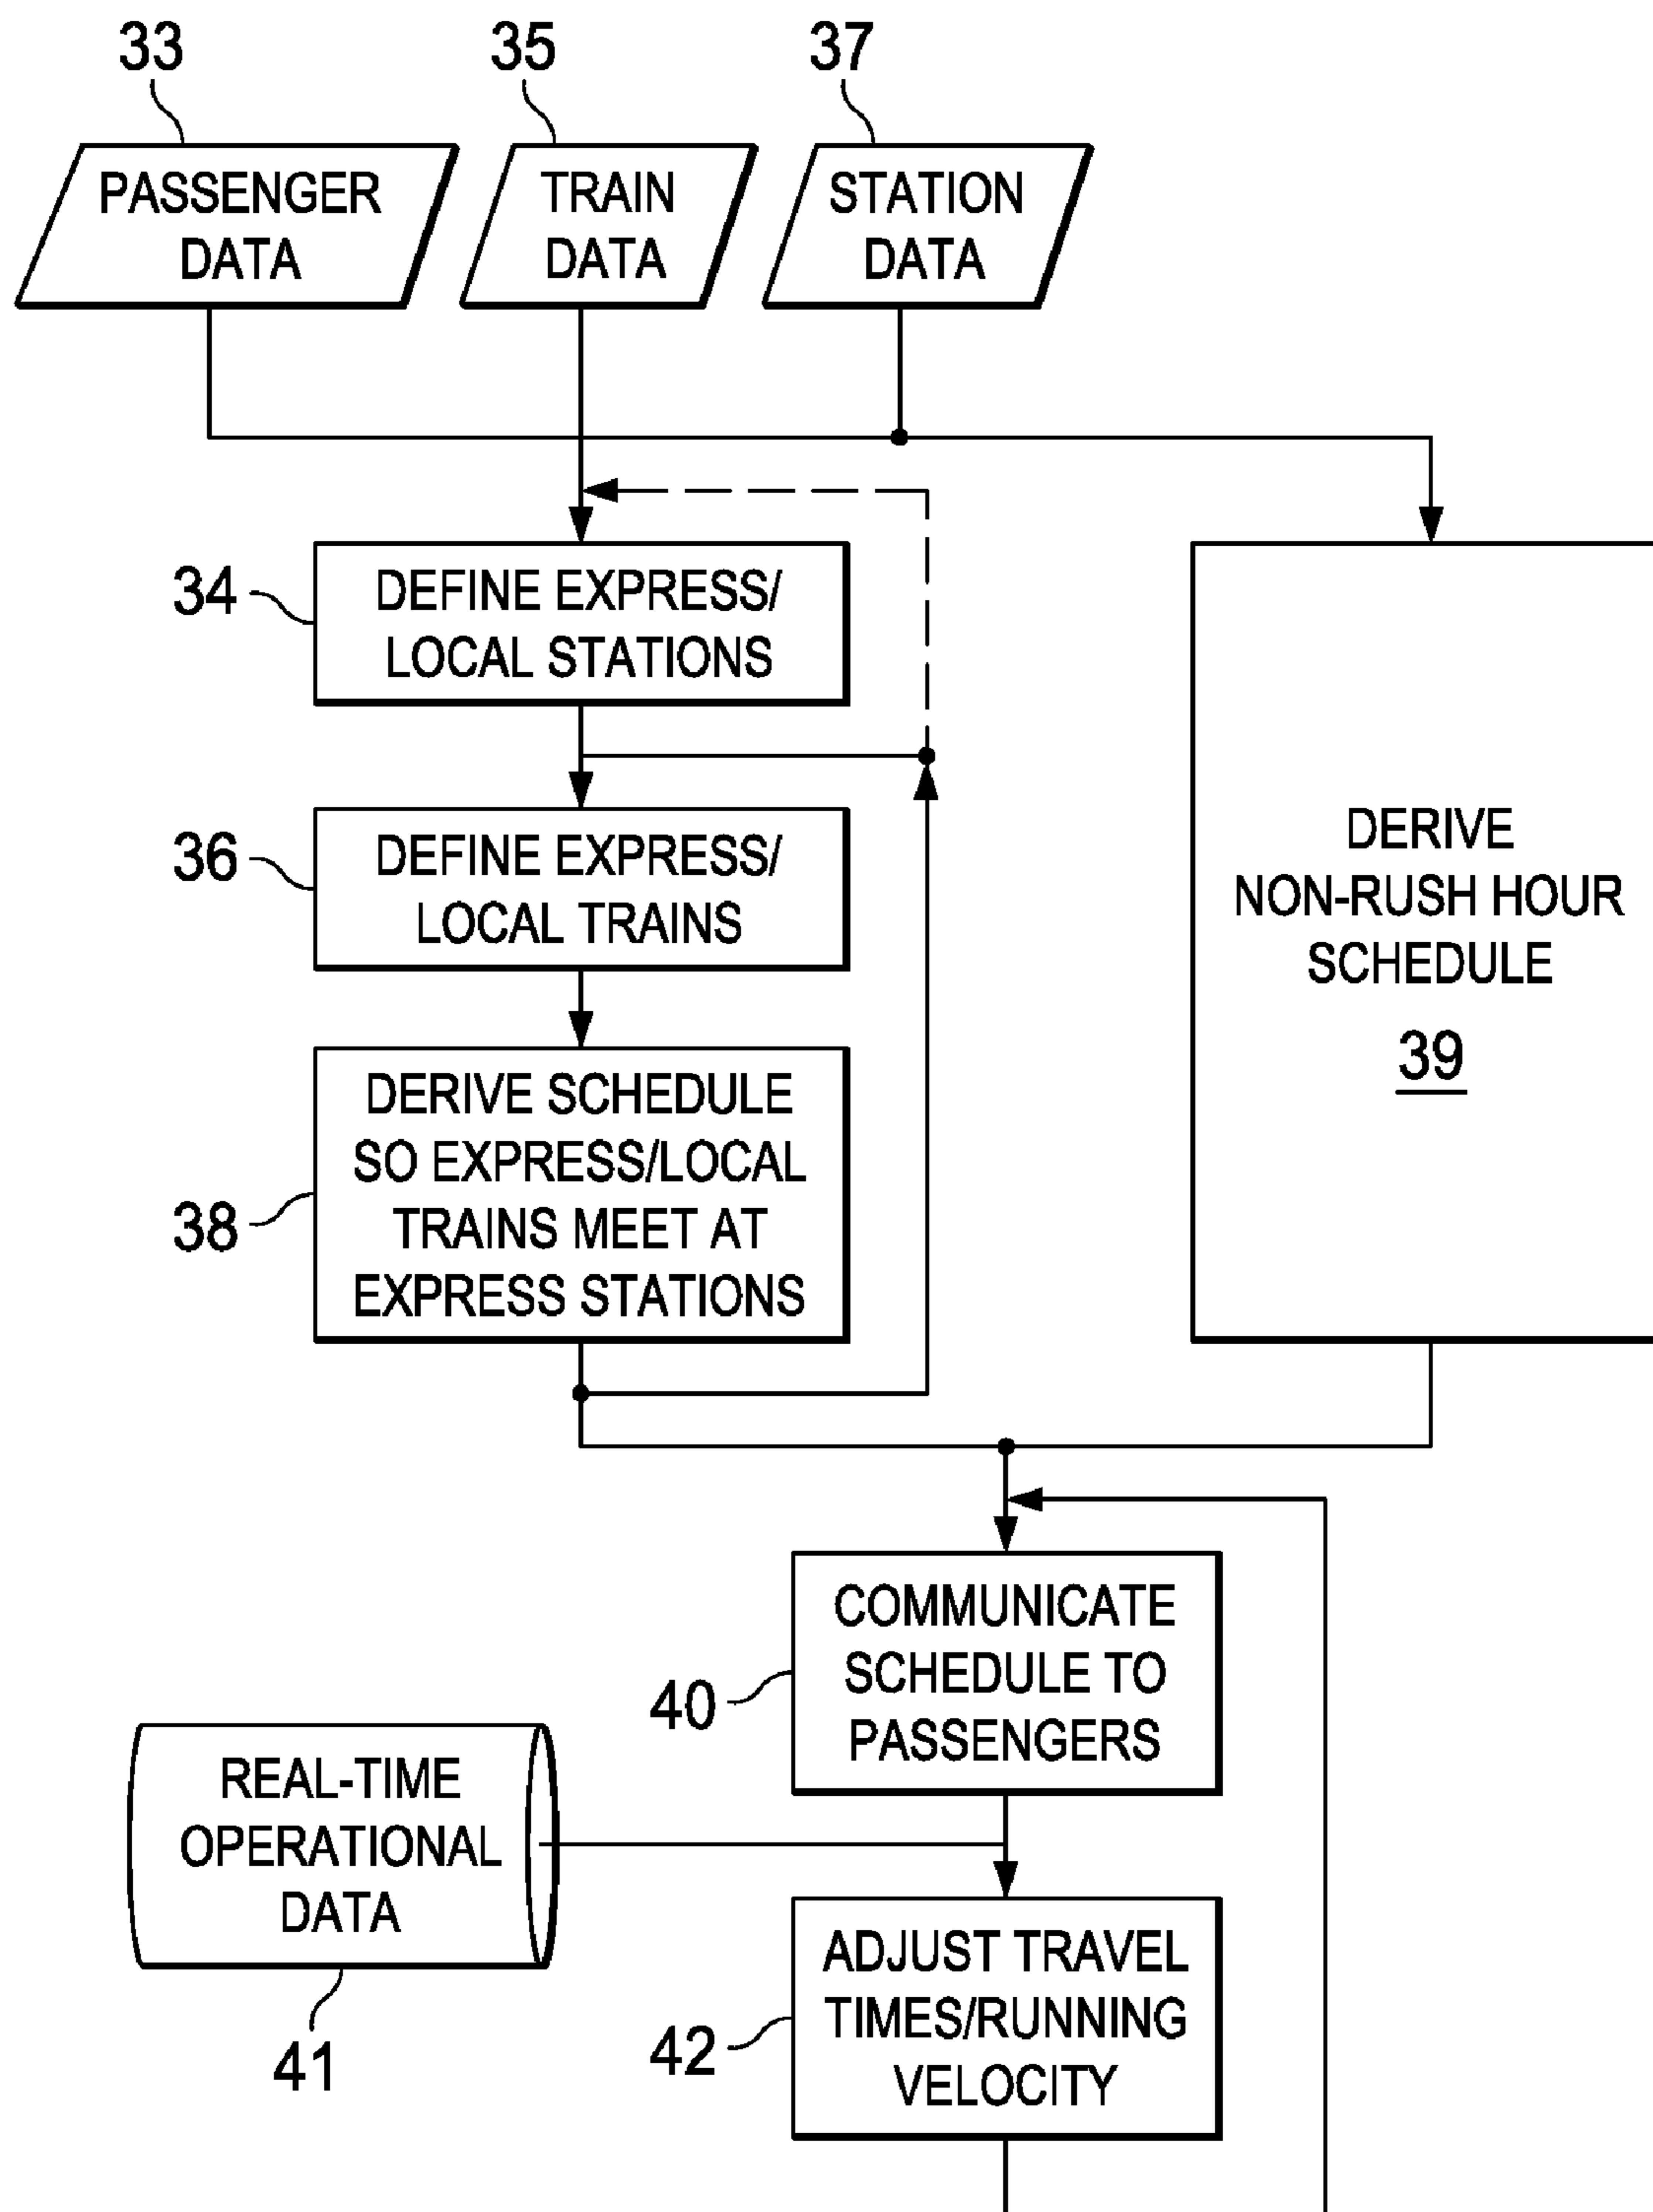 33
35
37
PASSENGER
DATA
TRAIN
DATA
STATION
DATA
34
DEFINE EXPRESS/
LOCAL STATIONS
36
DEFINE EXPRESS/
LOCAL TRAINS
38
DERIVE SCHEDULE
SO EXPRESS/LOCAL
TRAINS MEET AT
EXPRESS STATIONS
DERIVE
NON-RUSH HOUR
SCHEDULE
39
40
COMMUNICATE
SCHEDULE TO
PASSENGERS
REAL-TIME
OPERATIONAL
DATA
41
42
ADJUST TRAVEL
TIMES/RUNNING
VELOCITY